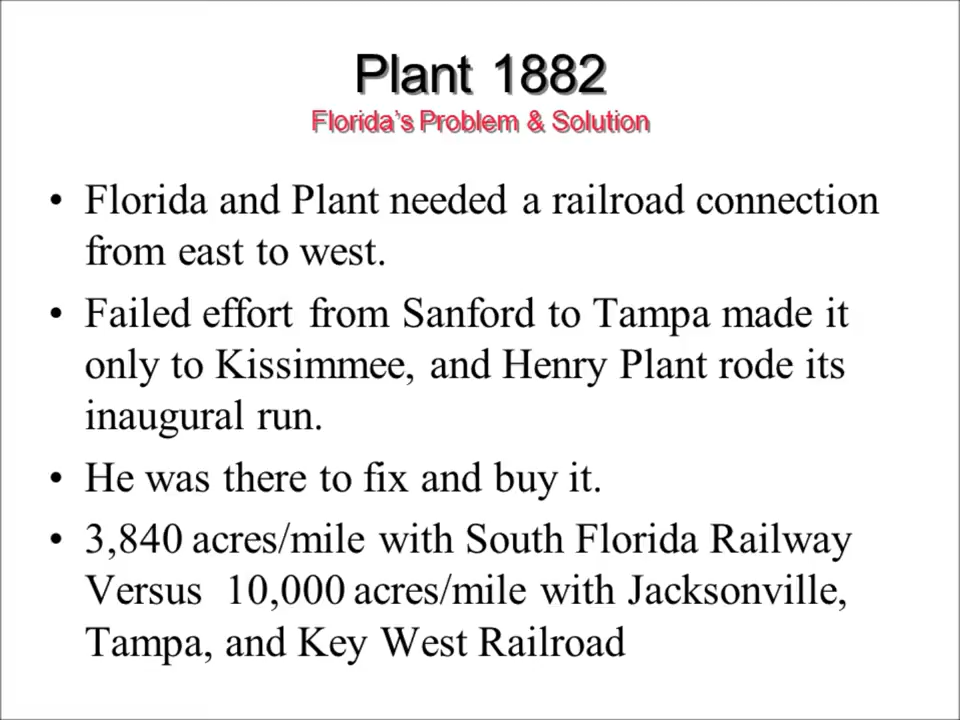 Plant 1882
Florida's Problem & Solution
• Florida and Plant needed a railroad connection
from east to west.
• Failed effort from Sanford to Tampa made it
only to Kissimmee, and Henry Plant rode its
inaugural run.
• He was there to fix and buy it.
• 3,840 acres/mile with South Florida Railway
Versus  10,000 acres/mile with Jacksonville,
Tampa, and Key West Railroad